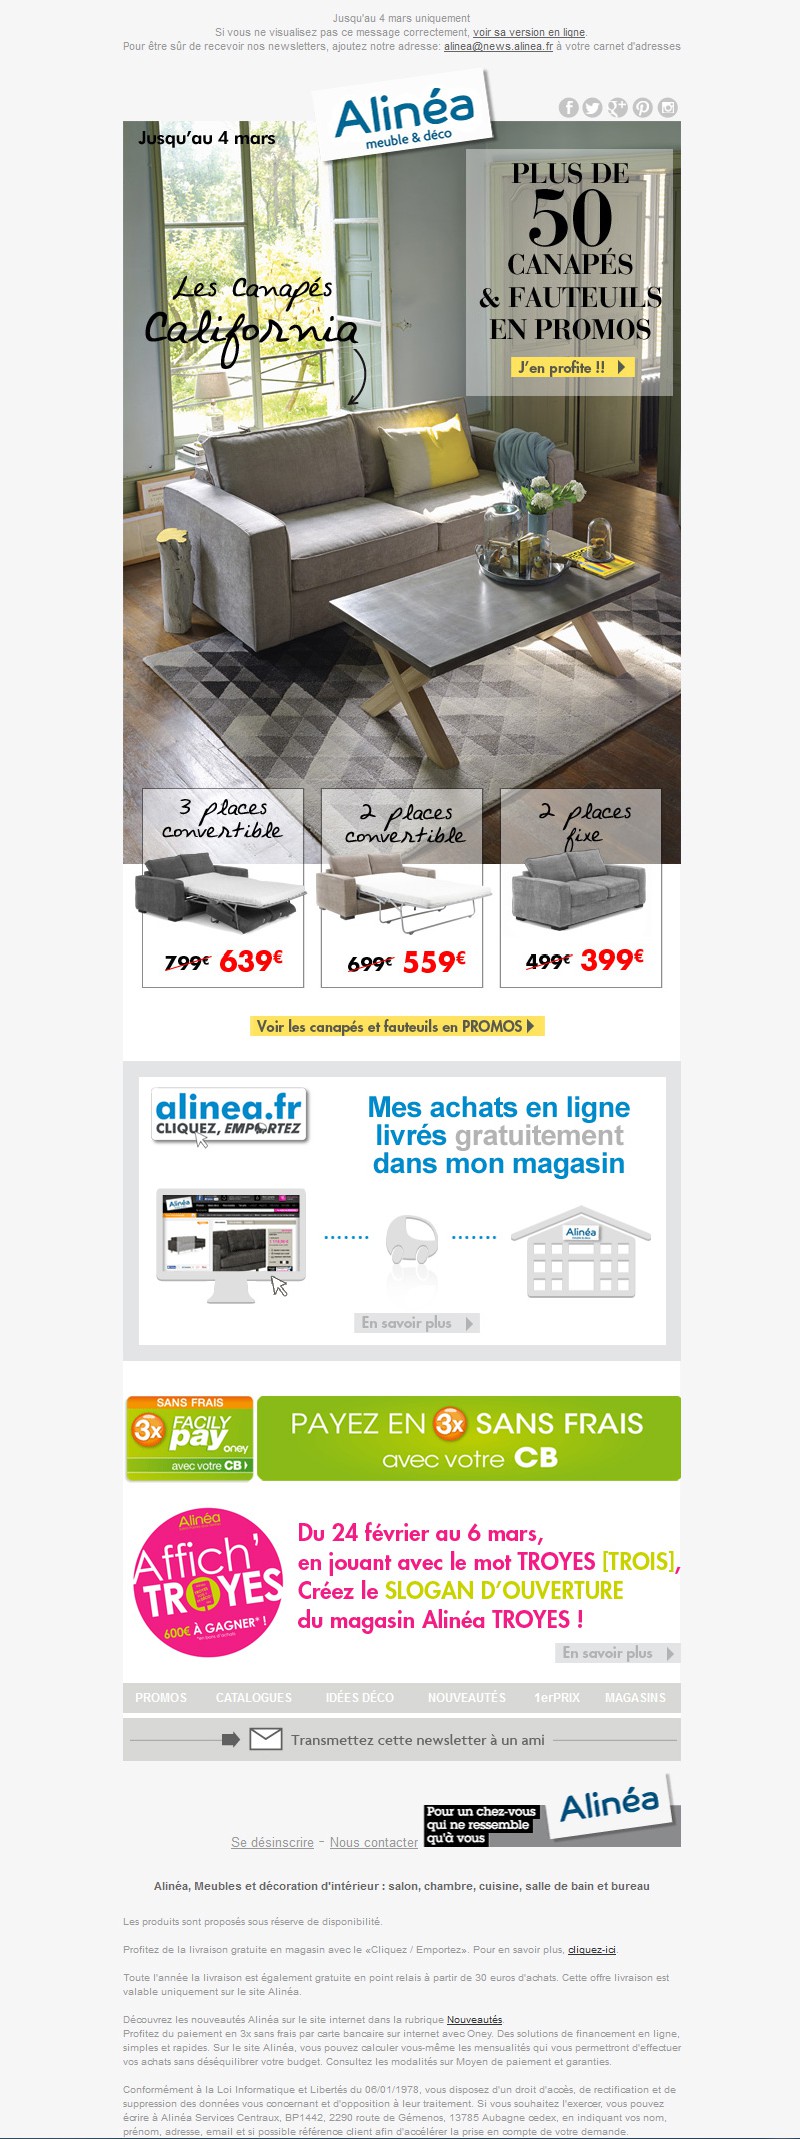 Jusqu'au 4 mars uniquement
Si vous ne visualisez pas ce message correctement, voir sa version en ligne.
Pour être sûr de recevoir nos newsletters, ajoutez notre adresse: alinea@news.alinea.fr à votre carnet d'adresses
Alinéa
meuble & déco
Jusqu'au 4 mars
PLUS DE
50
CANAPÉS
& FAUTEUILS
EN PROMOS
J'en profite !!
Les Canapés
California
3 places
convertible
2 places
convertible
2 places
fixe
799€ 639€
699€ 559€
499€ 399€
Voir les canapés et fauteuils en PROMOS
alinea.fr
CLIQUEZ, EMPORTEZ
Mes achats en ligne
livrés gratuitement
dans mon magasin
Alinéa
Alinéa
En savoir plus
SANS FRAIS
3x FACILY
pay
oney
avec votre CB
PAYEZ EN 3x SANS FRAIS
avec votre CB
Alinéa
Affich'
TROYES
600€ À GAGNER* !
Du 24 février au 6 mars,
en jouant avec le mot TROYES [TROIS],
Créez le SLOGAN D'OUVERTURE
du magasin Alinéa TROYES !
En savoir plus
PROMOS CATALOGUES IDÉES DÉCO NOUVEAUTÉS 1erPRIX MAGASINS
Transmettez cette newsletter à un ami
Se désinscrire - Nous contacter
Pour un chez-vous
qui ne ressemble
qu'à vous
Alinéa
Alinéa, Meubles et décoration d'intérieur : salon, chambre, cuisine, salle de bain et bureau
Les produits sont proposés sous réserve de disponibilité.
Profitez de la livraison gratuite en magasin avec le «Cliquez / Emportez». Pour en savoir plus, cliquez-ici.
Toute l'année la livraison est également gratuite en point relais à partir de 30 euros d'achats. Cette offre livraison est
valable uniquement sur le site Alinéa.
Découvrez les nouveautés Alinéa sur le site internet dans la rubrique Nouveautés.
Profitez du paiement en 3x sans frais par carte bancaire sur internet avec Oney. Des solutions de financement en ligne,
simples et rapides. Sur le site Alinéa, vous pouvez calculer vous-même les mensualités qui vous permettront d'effectuer
vos achats sans déséquilibrer votre budget. Consultez les modalités sur Moyen de paiement et garanties.
Conformément à la Loi Informatique et Libertés du 06/01/1978, vous disposez d'un droit d'accès, de rectification et de
suppression des données vous concernant et d'opposition à leur traitement. Si vous souhaitez l'exercer, vous pouvez
écrire à Alinéa Services Centraux, BP1442, 2290 route de Gémenos, 13785 Aubagne cedex, en indiquant vos nom,
prénom, adresse, email et si possible référence client afin d'accélérer la prise en compte de votre demande.